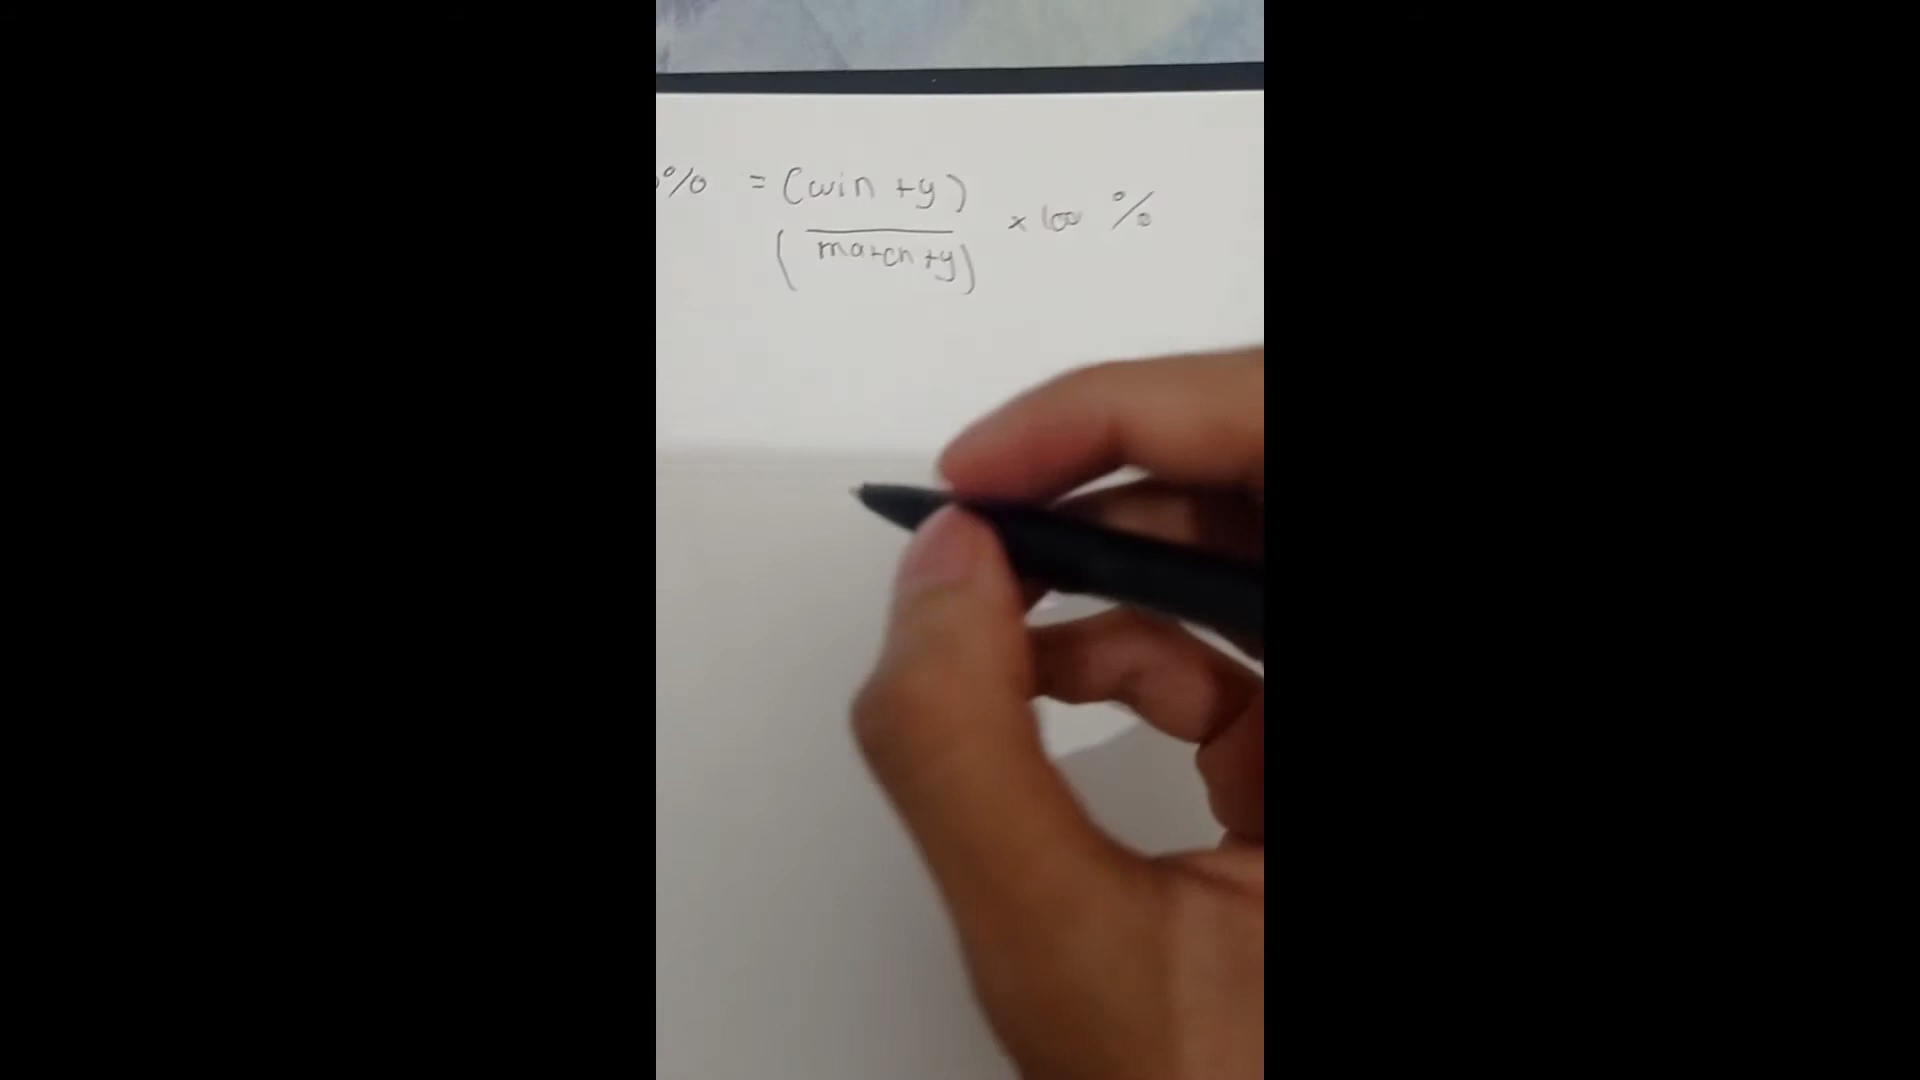 % = (win + y)
(match + y) × 100 %